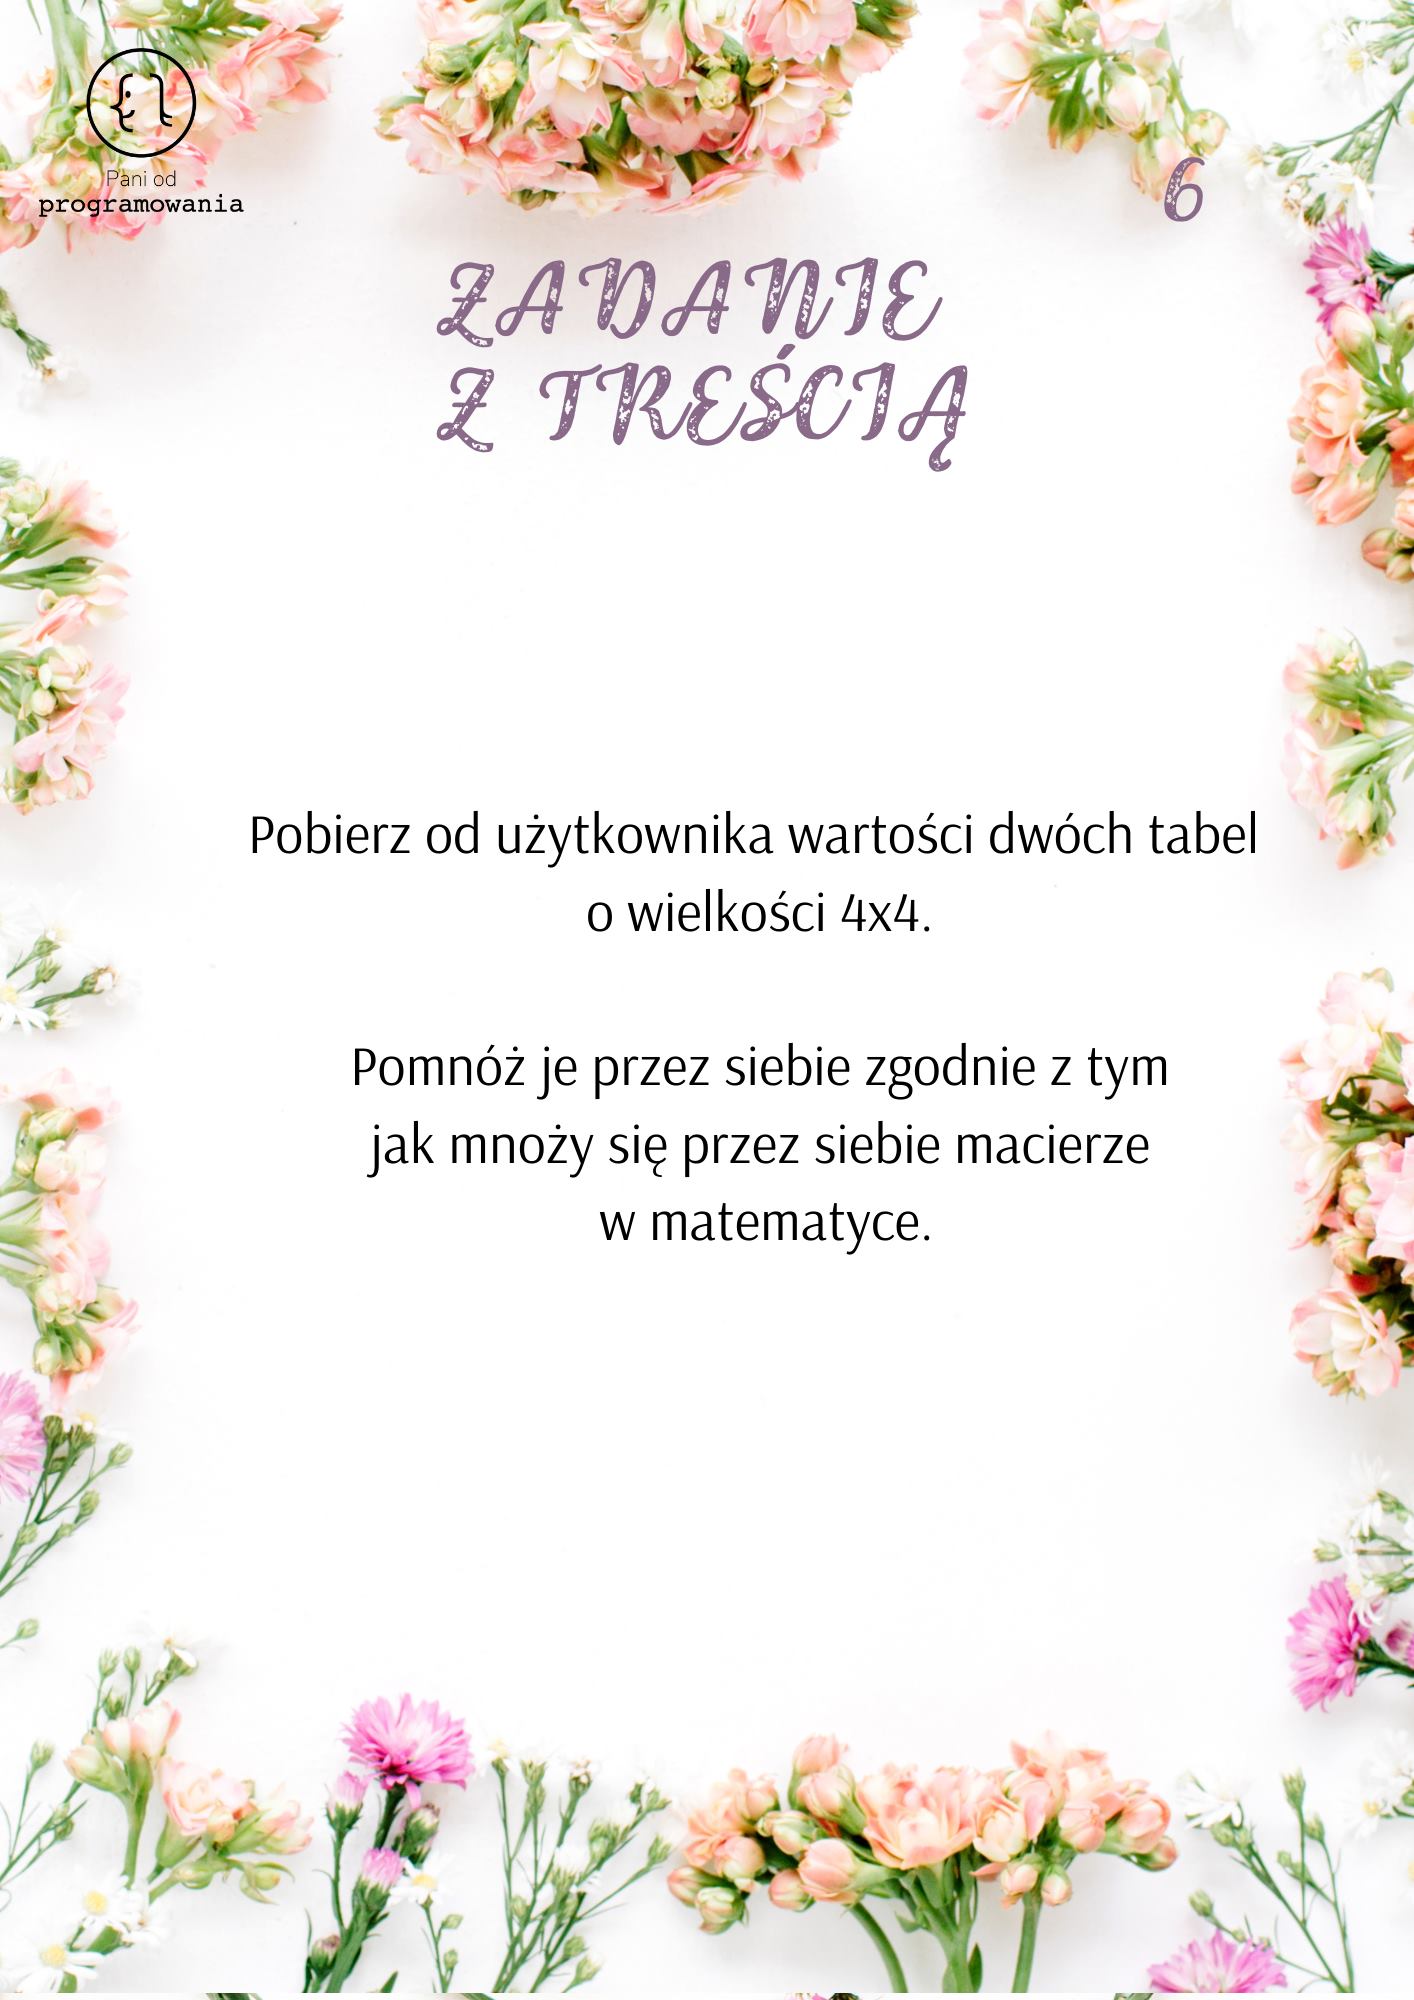 Pani od
programowania
6
ZADANIE
Z TREŚCIĄ
Pobierz od użytkownika wartości dwóch tabel
o wielkości 4x4.
Pomnóż je przez siebie zgodnie z tym
jak mnoży się przez siebie macierze
w matematyce.